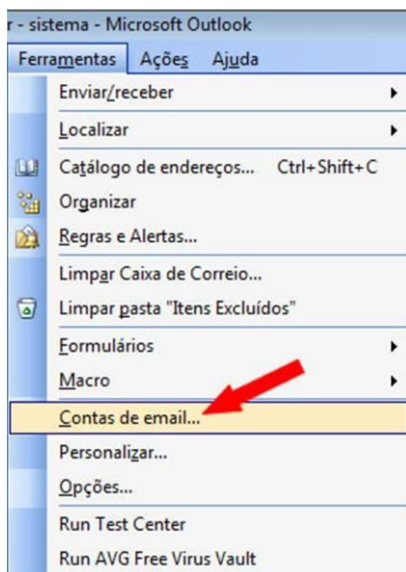 r - sistema - Microsoft Outlook
Ferramentas Ações Ajuda
Enviar/receber
Localizar
Catálogo de endereços... Ctrl+Shift+C
Organizar
Regras e Alertas...
Limpar Caixa de Correio...
Limpar pasta "Itens Excluídos"
Formulários
Macro
Contas de email...
Personalizar...
Opções...
Run Test Center
Run AVG Free Virus Vault